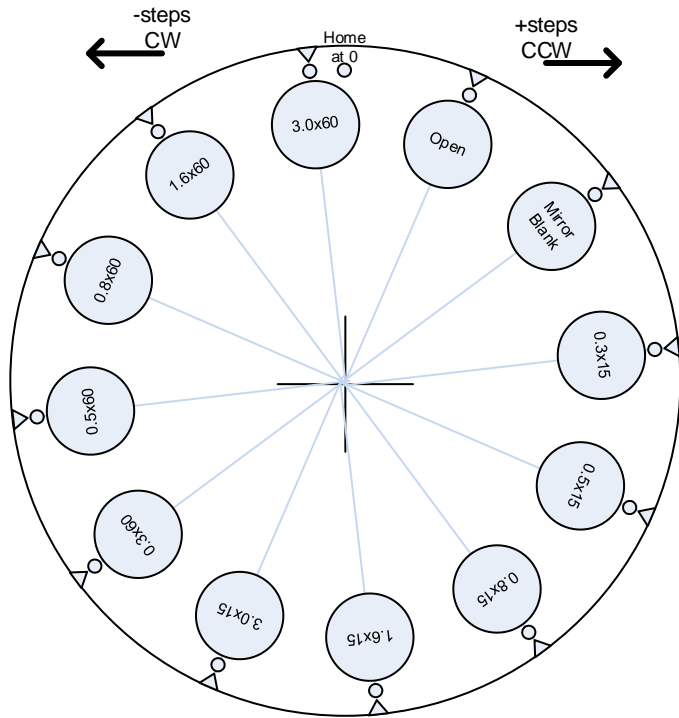 -steps
CW
Home
at 0
+steps
CCW
3.0x60
Open
1.6x60
Mirror
Blank
0.8x60
0.3x15
0.5x60
0.5x15
0.3x60
0.8x15
3.0x15
1.6x15